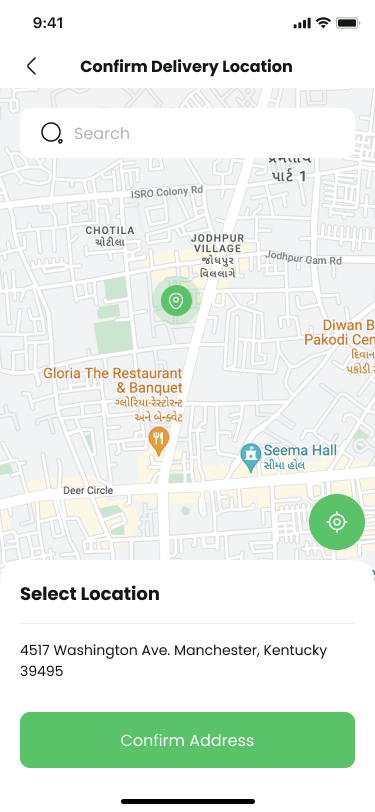 9:41
Confirm Delivery Location
Search
પાર્ટ 1
ISRO Colony Rd
CHOTILA
ચોટીલા
JODHPUR
VILLAGE
જોધપુર
વિલલાગે
Jodhpur Gam Rd
Diwan B
Pakodi Cen
દિવાન
પકોડી
Gloria The Restaurant
& Banquet
ગ્લોરિયા રેસ્ટોરન્ટ
અને બેન્ક્વેટ
Seema Hall
સીમા હોલ
Deer Circle
Select Location
4517 Washington Ave. Manchester, Kentucky
39495
Confirm Address